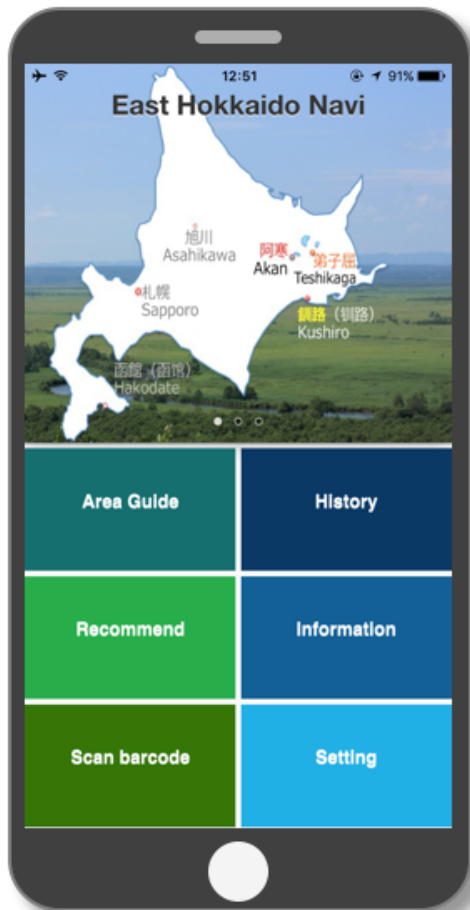 12:51
91%
East Hokkaido Navi
旭川
Asahikawa
阿寒
Akan
弟子屈
Teshikaga
札幌
Sapporo
釧路（钏路）
Kushiro
函館（函馆）
Hakodate
Area Guide
History
Recommend
Information
Scan barcode
Setting